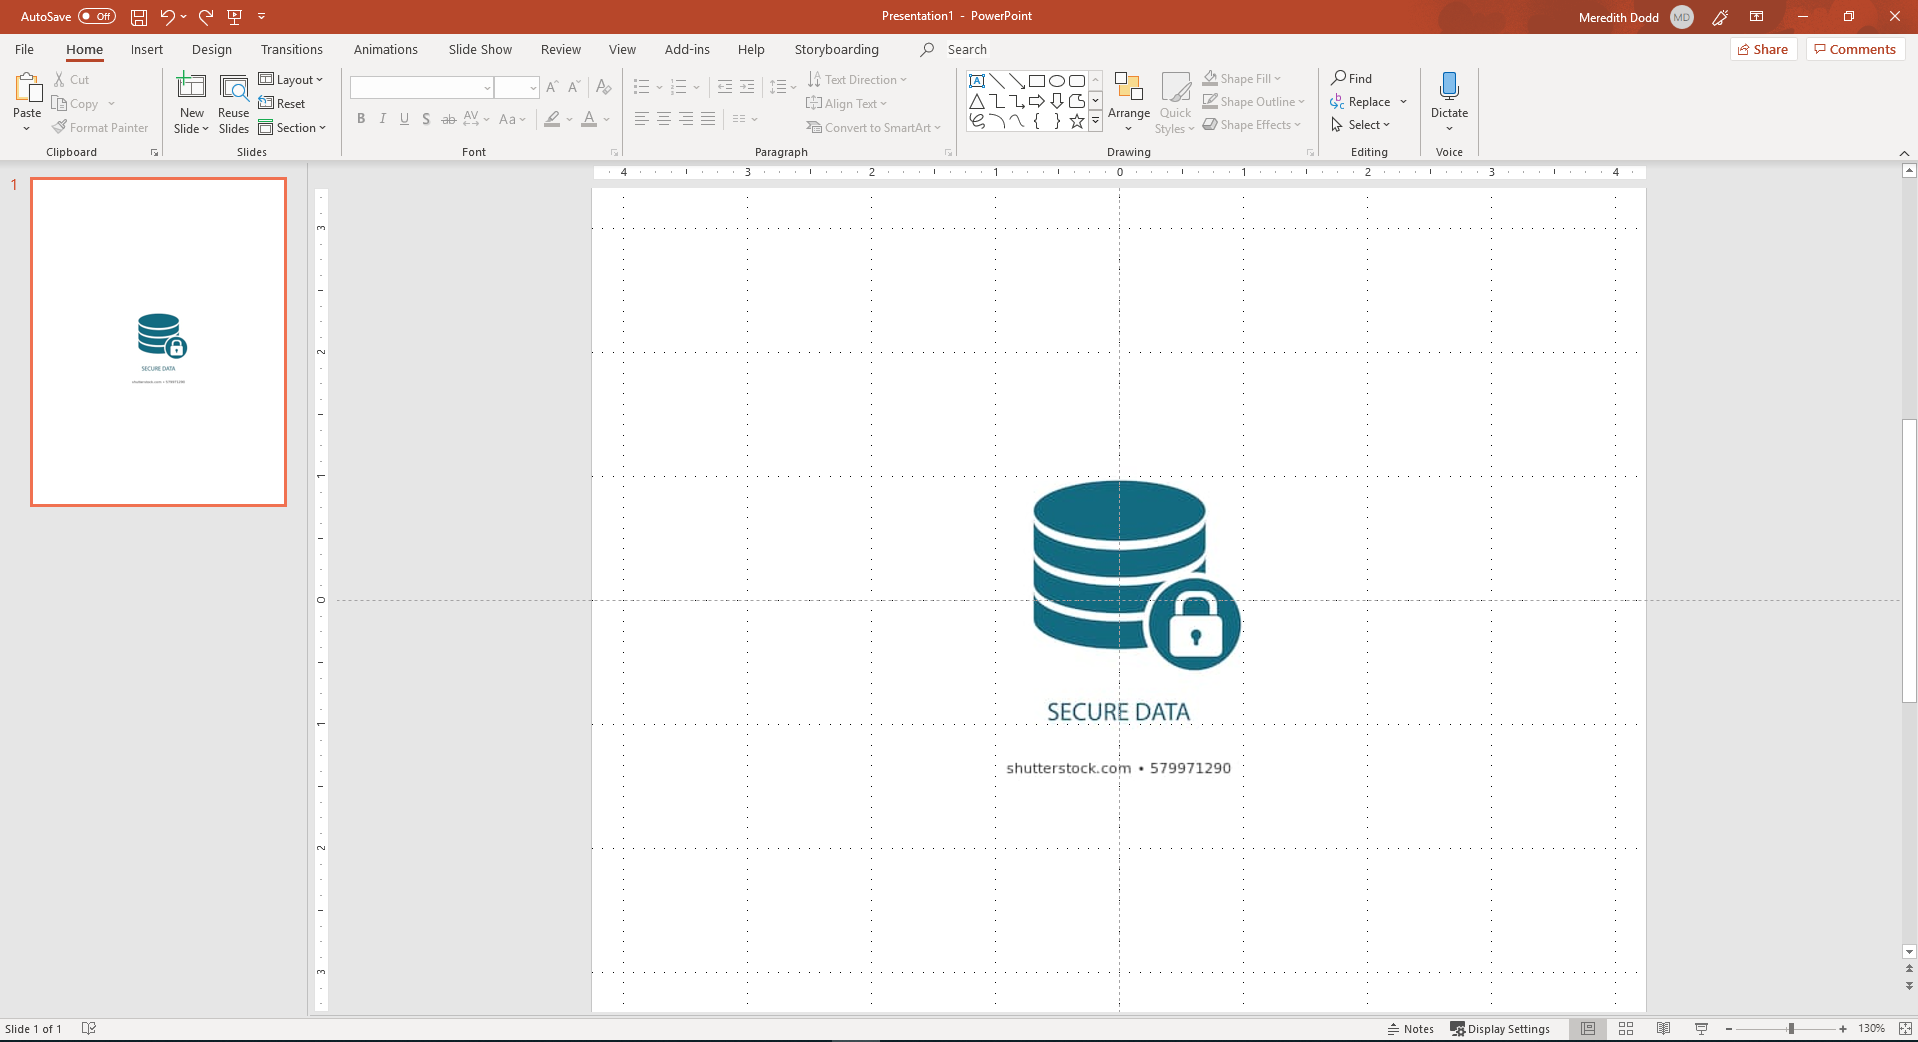 AutoSave Off
Presentation1 - PowerPoint
Meredith Dodd MD
File Home Insert Design Transitions Animations Slide Show Review View Add-ins Help Storyboarding Search
Share Comments
Paste
Cut
Copy
Format Painter
Clipboard
New Slide
Reuse Slides
Layout
Reset
Section
Slides
B I U S ab AV Aa A
Font
Text Direction
Align Text
Convert to SmartArt
Paragraph
Arrange
Quick Styles
Shape Fill
Shape Outline
Shape Effects
Drawing
Find
Replace
Select
Editing
Dictate
Voice
1
4 3 2 1 0 1 2 3 4
3
2
1
0
1
2
3
SECURE DATA
shutterstock.com • 579971290
SECURE DATA
shutterstock.com • 579971290
Slide 1 of 1
Notes Display Settings
130%